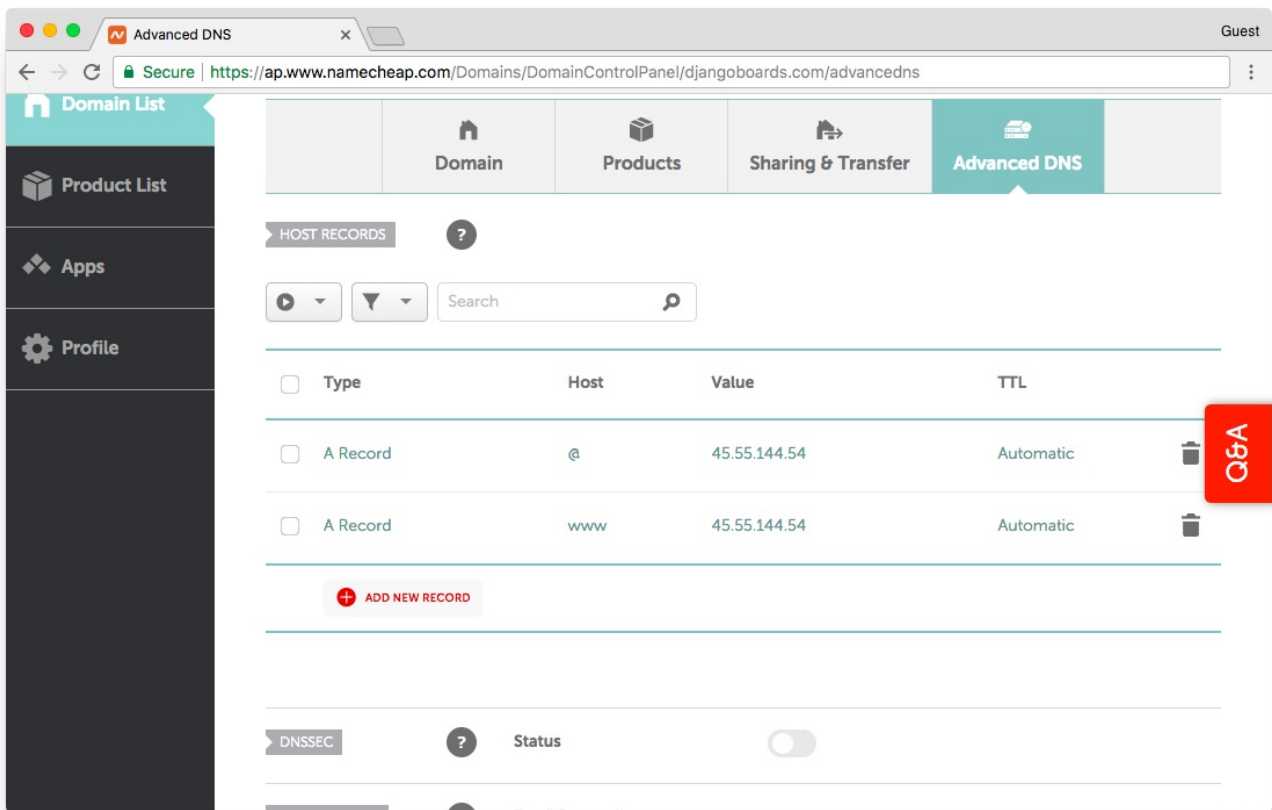 Advanced DNS
Guest
Secure https://ap.www.namecheap.com/Domains/DomainControlPanel/djangoboards.com/advancedns
Domain List
Product List
Apps
Profile
Domain
Products
Sharing & Transfer
Advanced DNS
HOST RECORDS ?
Search
Type Host Value TTL
A Record @ 45.55.144.54 Automatic
A Record www 45.55.144.54 Automatic
ADD NEW RECORD
Q&A
DNSSEC ? Status